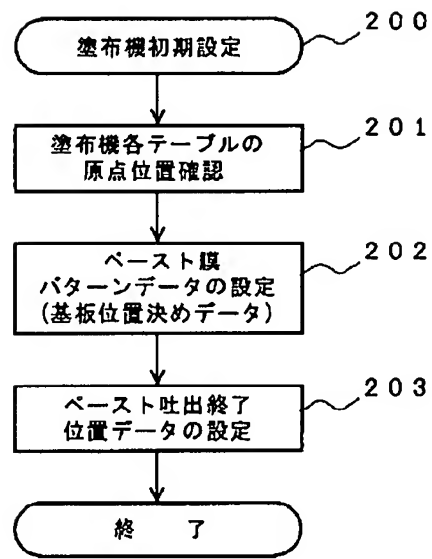 塗布機初期設定
200
塗布機各テーブルの
原点位置確認
201
ペースト膜
パターンデータの設定
(基板位置決めデータ)
202
ペースト吐出終了
位置データの設定
203
終 了